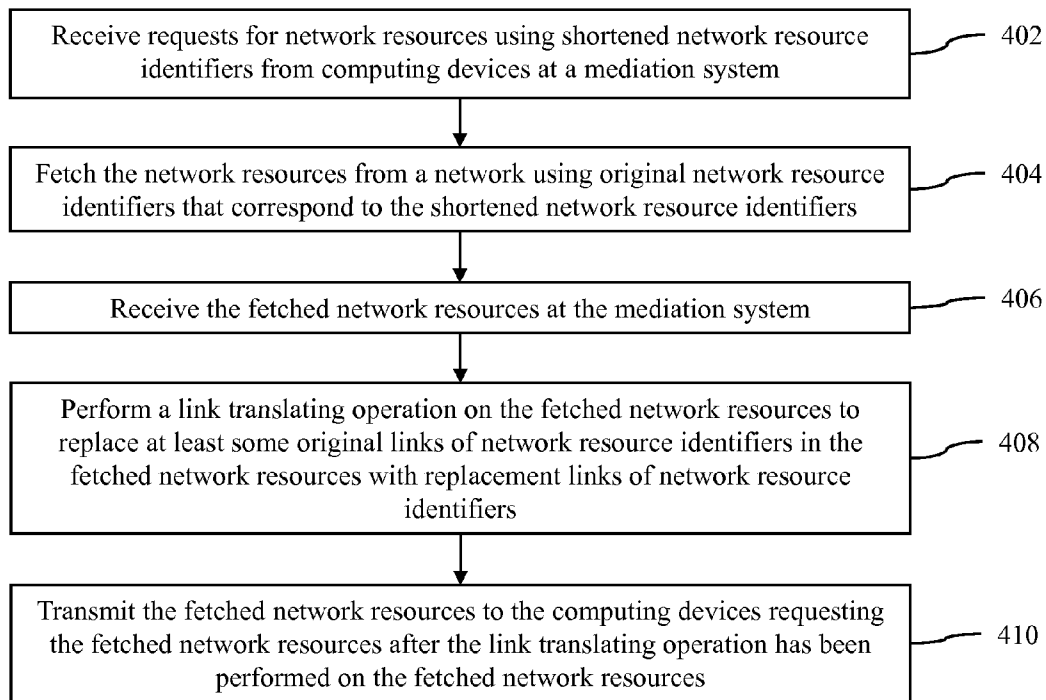 Receive requests for network resources using shortened network resource
identifiers from computing devices at a mediation system
402
Fetch the network resources from a network using original network resource
identifiers that correspond to the shortened network resource identifiers
404
Receive the fetched network resources at the mediation system
406
Perform a link translating operation on the fetched network resources to
replace at least some original links of network resource identifiers in the
fetched network resources with replacement links of network resource
identifiers
408
Transmit the fetched network resources to the computing devices requesting
the fetched network resources after the link translating operation has been
performed on the fetched network resources
410